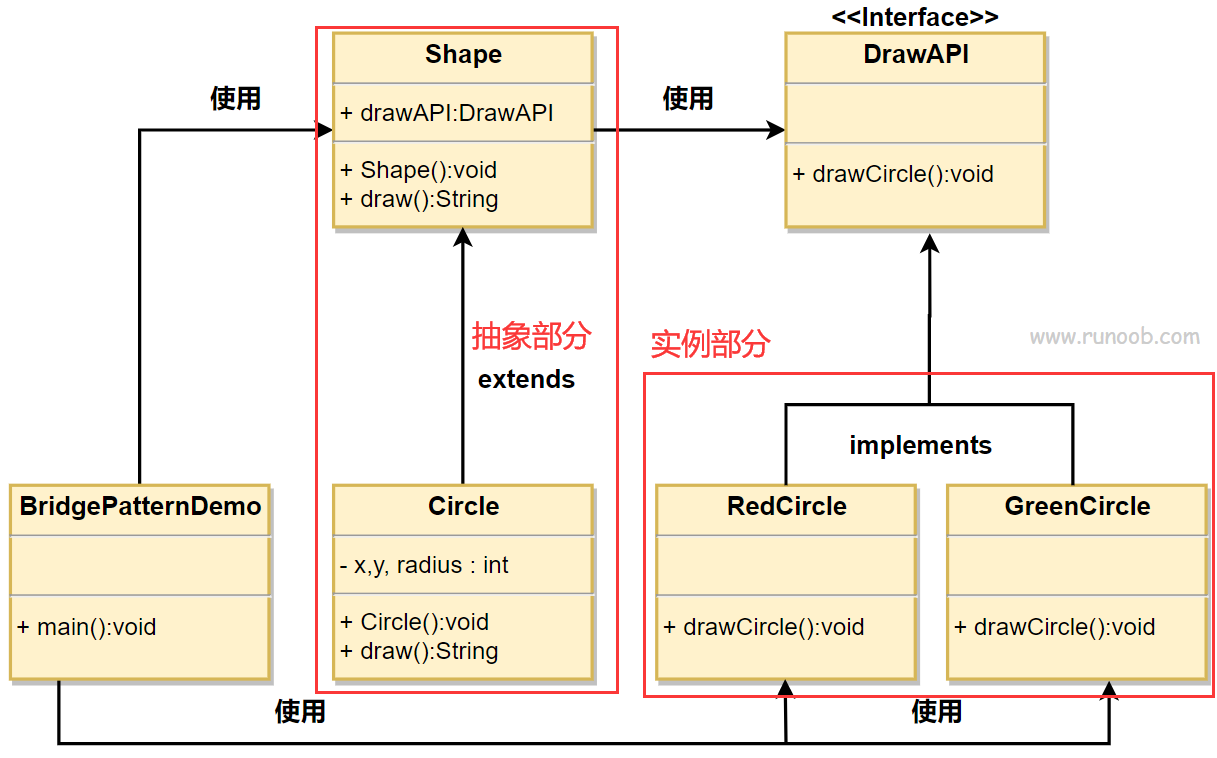 <<Interface>>
Shape
+ drawAPI:DrawAPI
+ Shape():void
+ draw():String
使用
使用
DrawAPI
+ drawCircle():void
抽象部分
extends
实例部分
www.runoob.com
implements
BridgePatternDemo
+ main():void
Circle
- x,y, radius : int
+ Circle():void
+ draw():String
RedCircle
+ drawCircle():void
GreenCircle
+ drawCircle():void
使用
使用